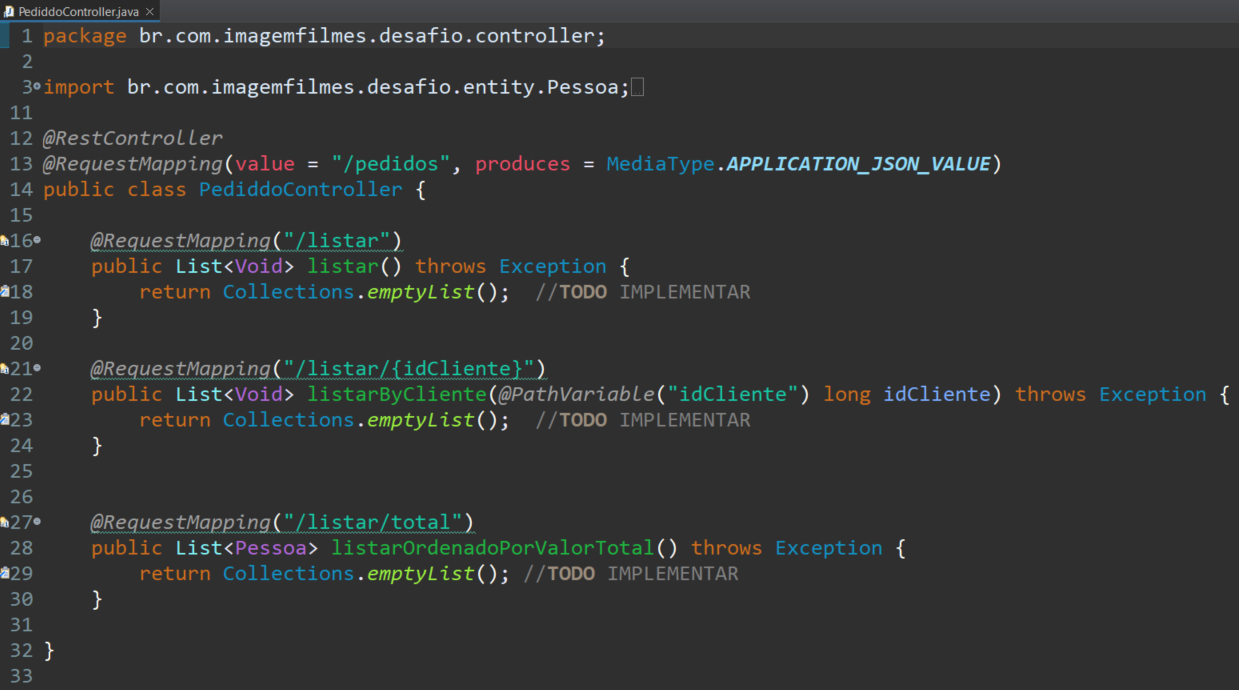 PediddoController.java
1 package br.com.imagemfilmes.desafio.controller;
2
3 import br.com.imagemfilmes.desafio.entity.Pessoa;
11
12 @RestController
13 @RequestMapping(value = "/pedidos", produces = MediaType.APPLICATION_JSON_VALUE)
14 public class PediddoController {
15
16 @RequestMapping("/listar")
17 public List<Void> listar() throws Exception {
18 return Collections.emptyList(); //TODO IMPLEMENTAR
19 }
20
21 @RequestMapping("/listar/{idCliente}")
22 public List<Void> listarByCliente(@PathVariable("idCliente") long idCliente) throws Exception {
23 return Collections.emptyList(); //TODO IMPLEMENTAR
24 }
25
26
27 @RequestMapping("/listar/total")
28 public List<Pessoa> listarOrdenadoPorValorTotal() throws Exception {
29 return Collections.emptyList(); //TODO IMPLEMENTAR
30 }
31
32 }
33